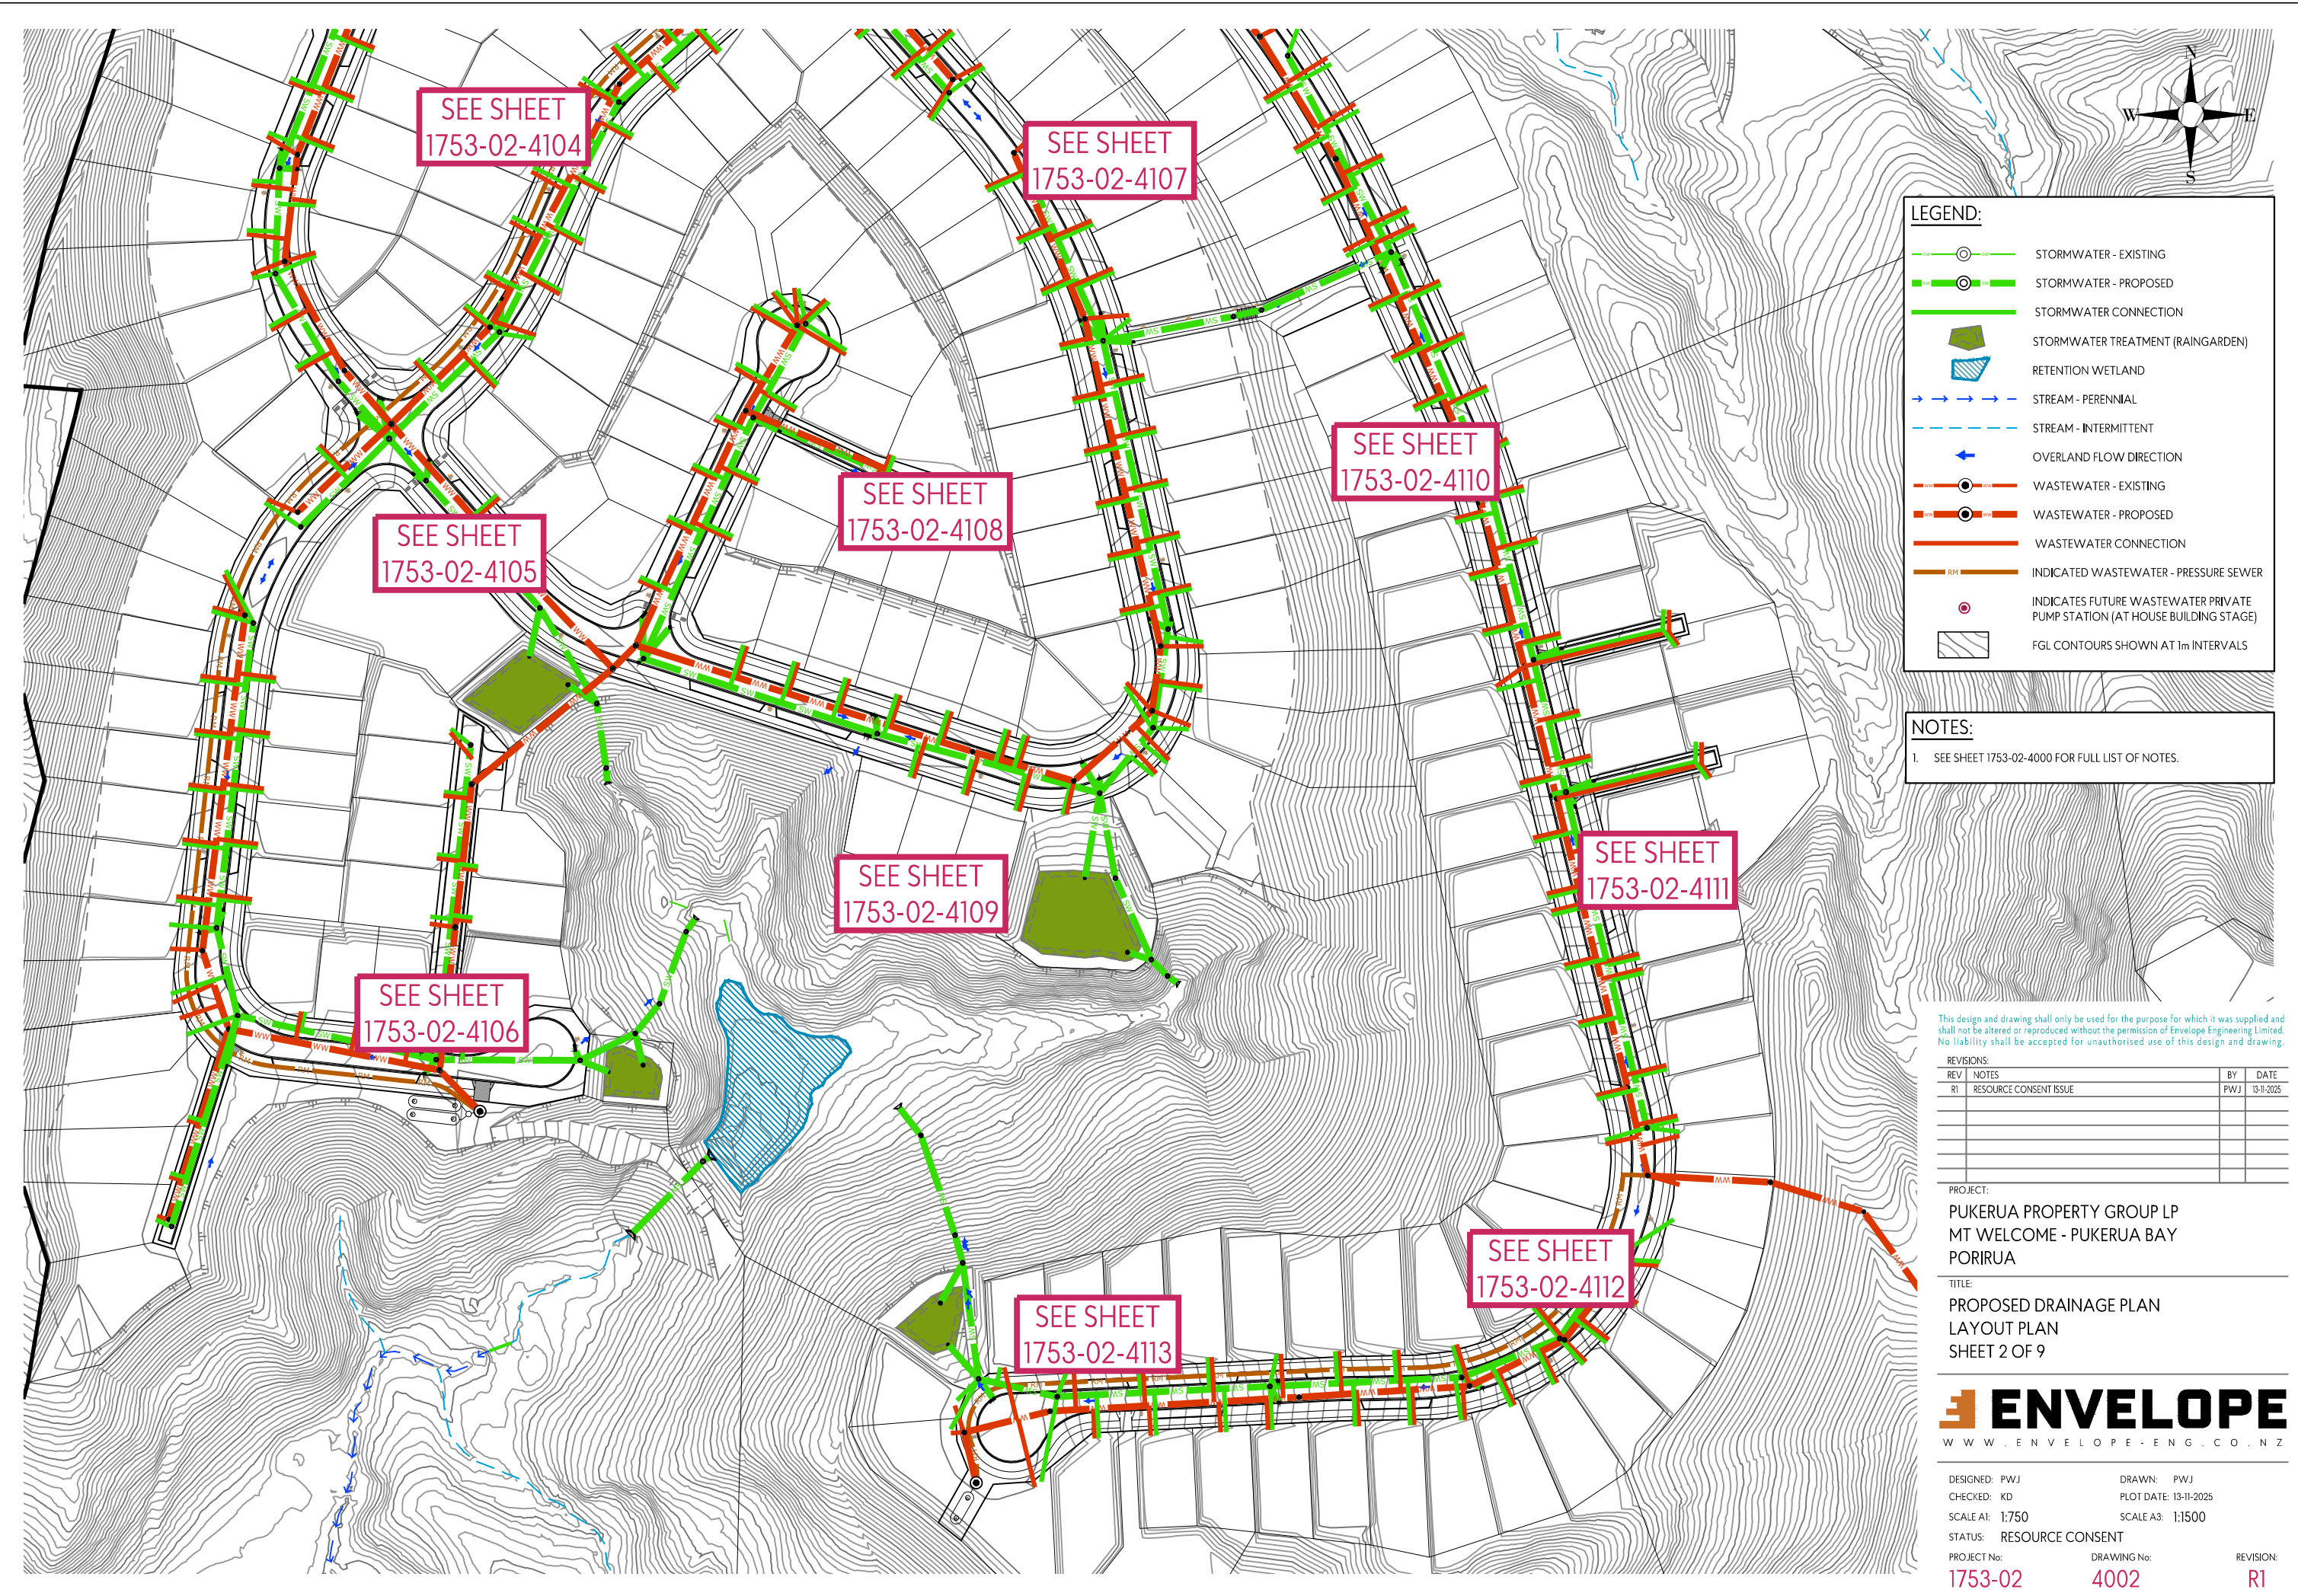 SEE SHEET
1753-02-4104
SEE SHEET
1753-02-4107
N
W
E
S
SEE SHEET
1753-02-4110
SEE SHEET
1753-02-4108
SEE SHEET
1753-02-4105
SEE SHEET
1753-02-4109
SEE SHEET
1753-02-4111
SEE SHEET
1753-02-4106
SEE SHEET
1753-02-4112
SEE SHEET
1753-02-4113
LEGEND:
STORMWATER - EXISTING
STORMWATER - PROPOSED
STORMWATER CONNECTION
STORMWATER TREATMENT (RAINGARDEN)
RETENTION WETLAND
STREAM - PERENNIAL
STREAM - INTERMITTENT
OVERLAND FLOW DIRECTION
WASTEWATER - EXISTING
WASTEWATER - PROPOSED
WASTEWATER CONNECTION
RM INDICATED WASTEWATER - PRESSURE SEWER
INDICATES FUTURE WASTEWATER PRIVATE
PUMP STATION (AT HOUSE BUILDING STAGE)
FGL CONTOURS SHOWN AT 1m INTERVALS
NOTES:
1. SEE SHEET 1753-02-4000 FOR FULL LIST OF NOTES.
This design and drawing shall only be used for the purpose for which it was supplied and
shall not be altered or reproduced without the permission of Envelope Engineering Limited.
No liability shall be accepted for unauthorised use of this design and drawing.
REVISIONS:
REV NOTES BY DATE
R1 RESOURCE CONSENT ISSUE PWJ 13-11-2025
PROJECT:
PUKERUA PROPERTY GROUP LP
MT WELCOME - PUKERUA BAY
PORIRUA
TITLE:
PROPOSED DRAINAGE PLAN
LAYOUT PLAN
SHEET 2 OF 9
ENVELOPE
WWW.ENVELOPE-ENG.CO.NZ
DESIGNED: PWJ DRAWN: PWJ
CHECKED: KD PLOT DATE: 13-11-2025
SCALE A1: 1:750 SCALE A3: 1:1500
STATUS: RESOURCE CONSENT
PROJECT No: DRAWING No: REVISION:
1753-02 4002 R1